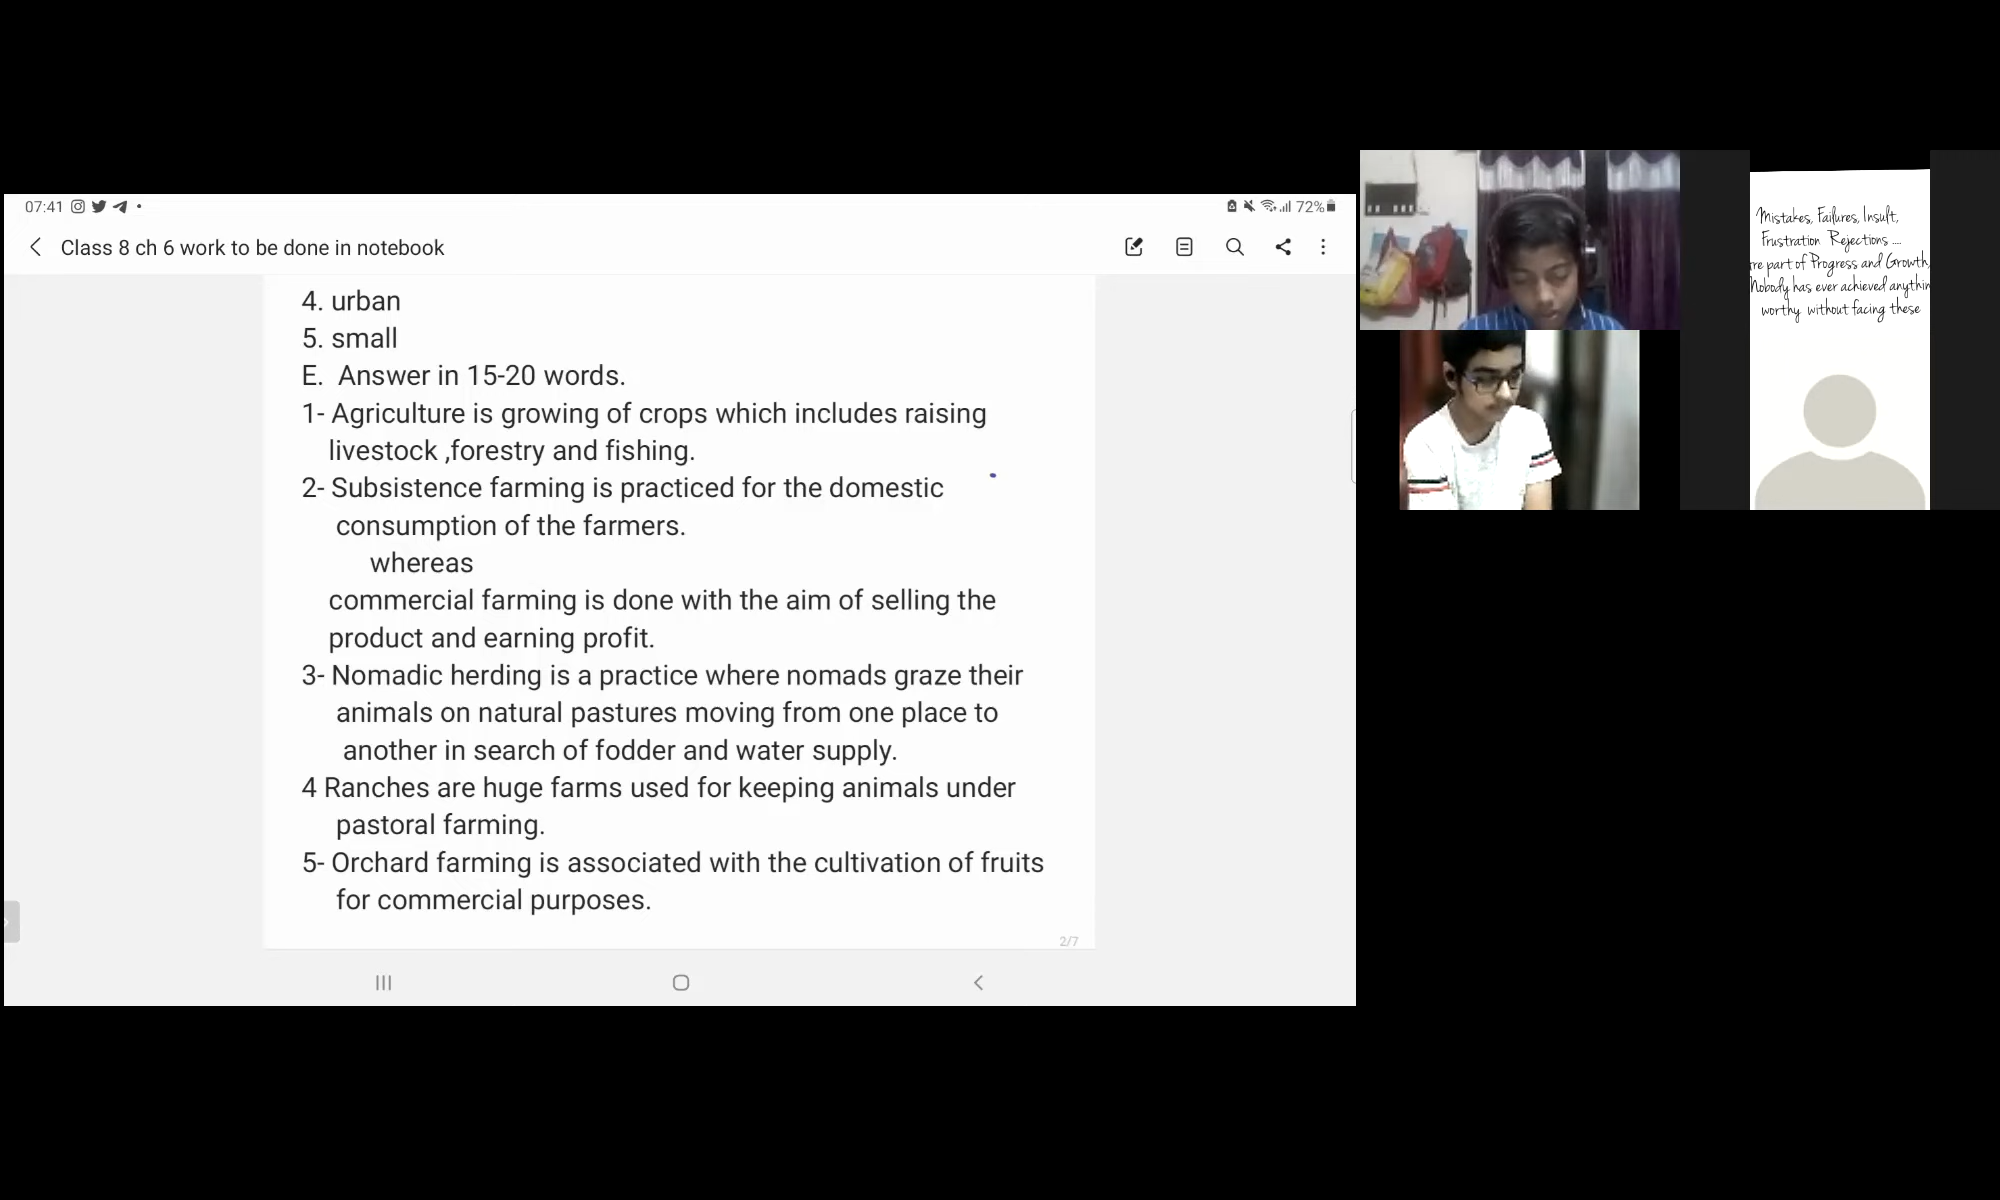 07:41
72%
Class 8 ch 6 work to be done in notebook
4. urban
5. small
E. Answer in 15-20 words.
1- Agriculture is growing of crops which includes raising
livestock ,forestry and fishing.
2- Subsistence farming is practiced for the domestic
consumption of the farmers.
whereas
commercial farming is done with the aim of selling the
product and earning profit.
3- Nomadic herding is a practice where nomads graze their
animals on natural pastures moving from one place to
another in search of fodder and water supply.
4 Ranches are huge farms used for keeping animals under
pastoral farming.
5- Orchard farming is associated with the cultivation of fruits
for commercial purposes.
2/7
Mistakes, Failures, Insult,
Frustration Rejections ....
re part of Progress and Growth,
Nobody has ever achieved anythin
worthy without facing these